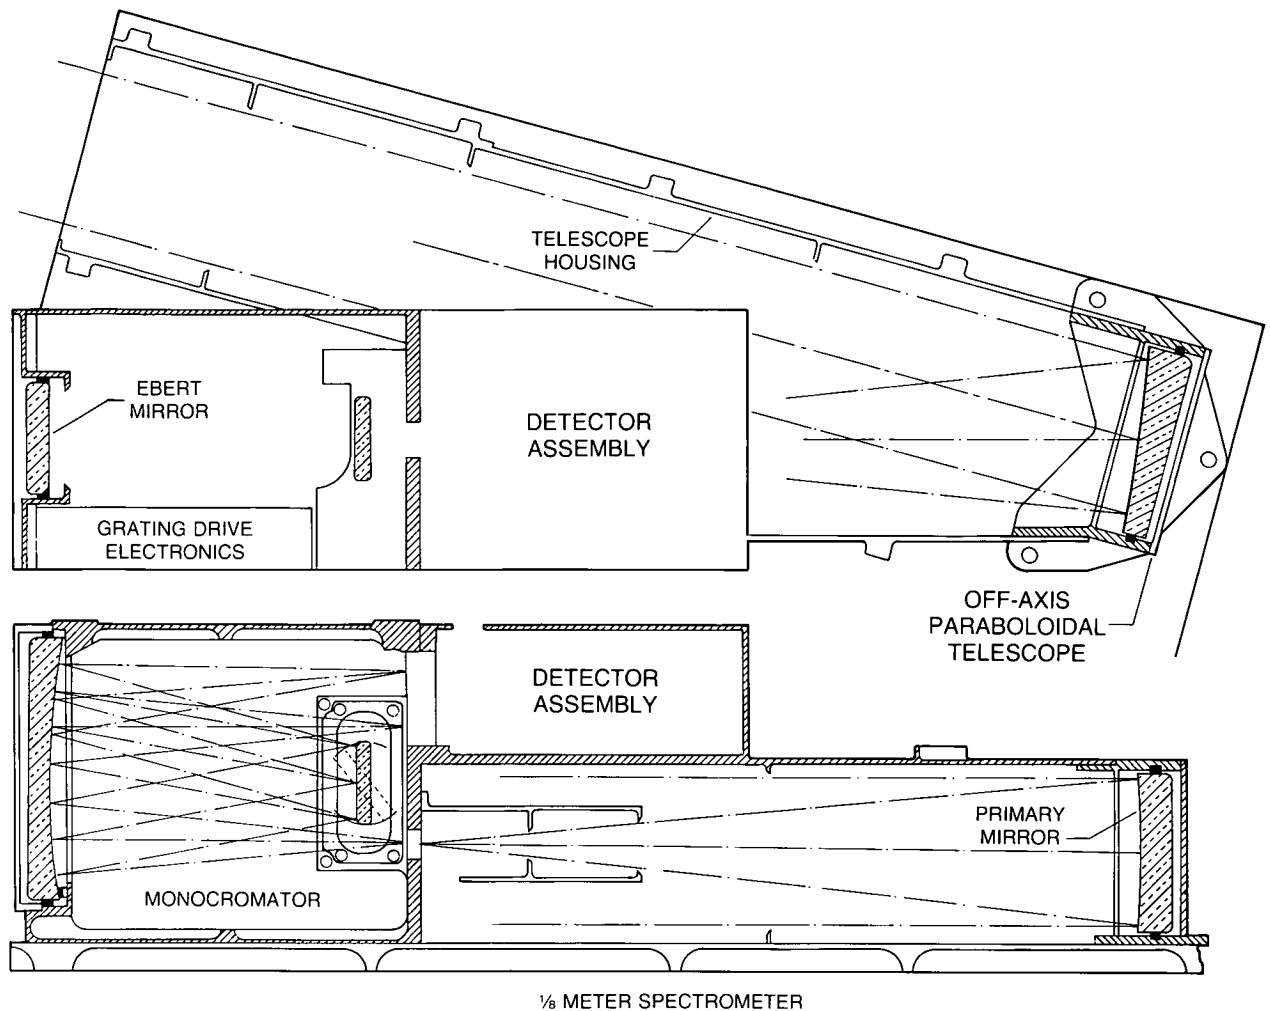 TELESCOPE
HOUSING
EBERT
MIRROR
DETECTOR
ASSEMBLY
GRATING DRIVE
ELECTRONICS
OFF-AXIS
PARABOLOIDAL
TELESCOPE
DETECTOR
ASSEMBLY
PRIMARY
MIRROR
MONOCROMATOR
⅛ METER SPECTROMETER